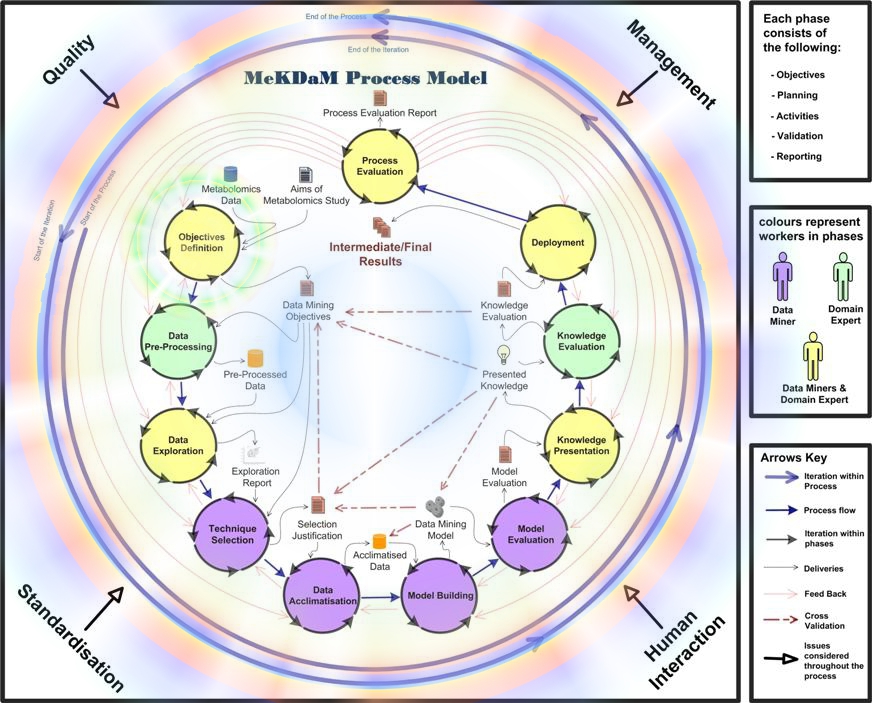 End of the Process
End of the Iteration
MeKDaM Process Model
Quality
Management
Start of the Iteration
Start of the Process
Process Evaluation Report
Process
Evaluation
Metabolomics
Data
Aims of
Metabolomics Study
Objectives
Definition
Intermediate/Final
Results
Deployment
Data Mining
Objectives
Knowledge
Evaluation
Data
Pre-Processing
Knowledge
Evaluation
Pre-Processed
Data
Presented
Knowledge
Data
Exploration
Knowledge
Presentation
Exploration
Report
Model
Evaluation
Technique
Selection
Selection
Justification
Data Mining
Model
Model
Evaluation
Acclimatised
Data
Data
Acclimatisation
Model Building
Standardisation
Human
Interaction
Each phase
consists of
the following:
- Objectives
- Planning
- Activities
- Validation
- Reporting
colours represent
workers in phases
Data
Miner
Domain
Expert
Data Miners &
Domain Expert
Arrows Key
Iteration within
Process
Process flow
Iteration within
phases
Deliveries
Feed Back
Cross
Validation
Issues
considered
throughout the
process